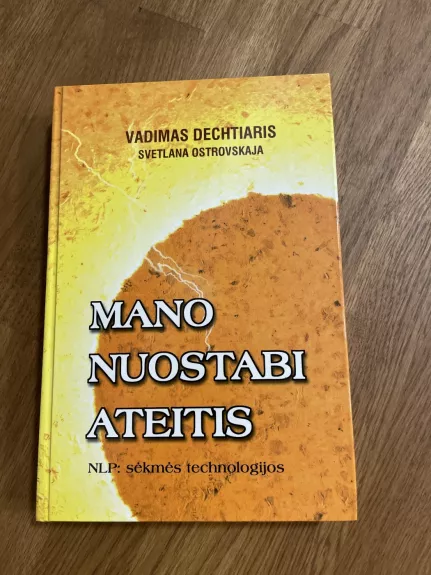 VADIMAS DECHTIARIS
SVETLANA OSTROVSKAJA
MANO
NUOSTABI
ATEITIS
NLP: sėkmės technologijos